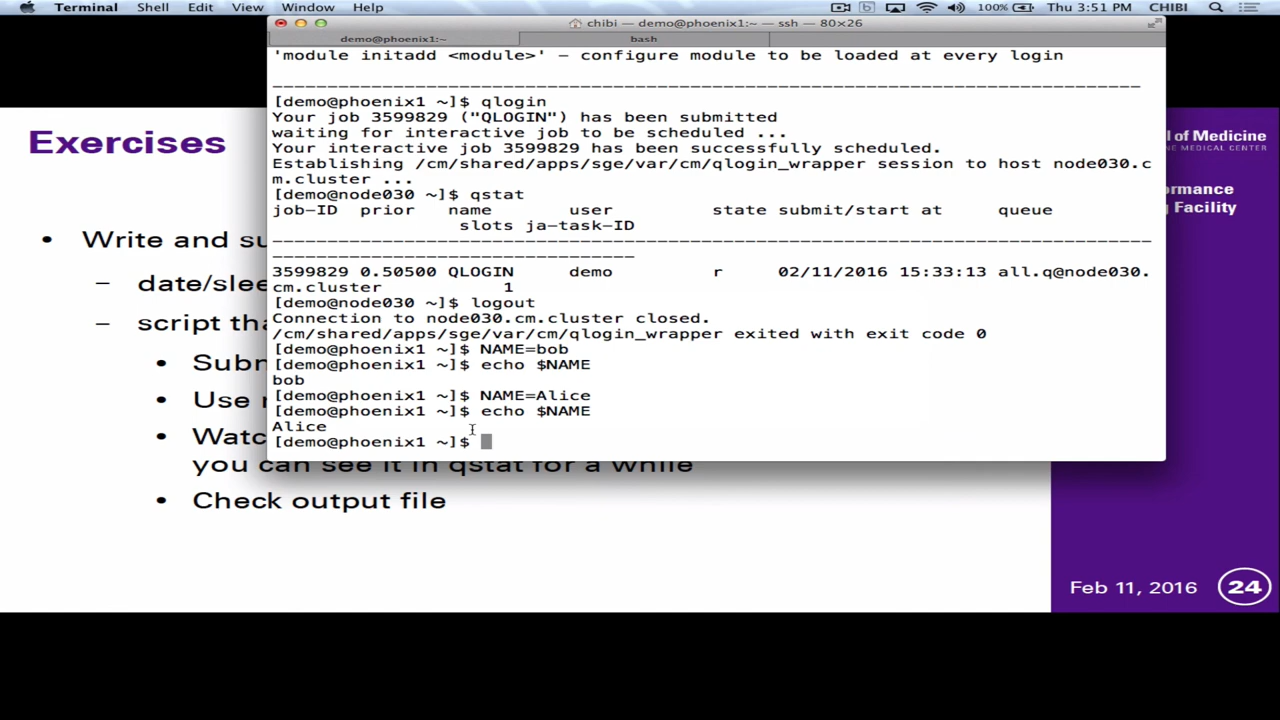 Terminal Shell Edit View Window Help 100% Thu 3:51 PM CHIBI
chibi — demo@phoenix1:~ — ssh — 80×26
demo@phoenix1:~ bash
'module initadd <module>' – configure module to be loaded at every login
--------------------------------------------------------------------------------
[demo@phoenix1 ~]$ qlogin
Your job 3599829 ("QLOGIN") has been submitted
waiting for interactive job to be scheduled ...
Your interactive job 3599829 has been successfully scheduled.
Establishing /cm/shared/apps/sge/var/cm/qlogin_wrapper session to host node030.c
m.cluster ...
[demo@node030 ~]$ qstat
job-ID prior name user state submit/start at queue
slots ja-task-ID
--------------------------------------------------------------------------------
---------------------------------
3599829 0.50500 QLOGIN demo r 02/11/2016 15:33:13 all.q@node030.
cm.cluster 1
[demo@node030 ~]$ logout
Connection to node030.cm.cluster closed.
/cm/shared/apps/sge/var/cm/qlogin_wrapper exited with exit code 0
[demo@phoenix1 ~]$ NAME=bob
[demo@phoenix1 ~]$ echo $NAME
bob
[demo@phoenix1 ~]$ NAME=Alice
[demo@phoenix1 ~]$ echo $NAME
Alice
[demo@phoenix1 ~]$
Exercises
• Write and su
– date/slee
– script tha
• Subn
• Use
• Watc
you can see it in qstat for a while
• Check output file
l of Medicine
NE MEDICAL CENTER
rmance
g Facility
Feb 11, 2016 24